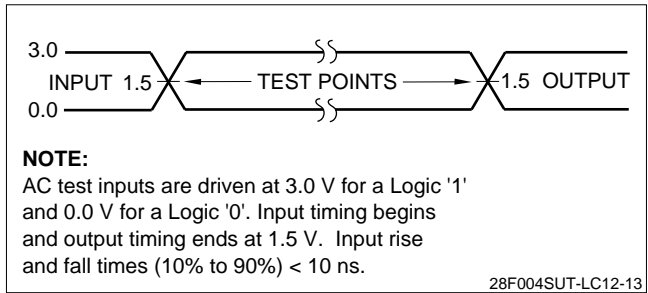 3.0
INPUT 1.5 TEST POINTS 1.5 OUTPUT
0.0
NOTE:
AC test inputs are driven at 3.0 V for a Logic '1'
and 0.0 V for a Logic '0'. Input timing begins
and output timing ends at 1.5 V. Input rise
and fall times (10% to 90%) < 10 ns.
28F004SUT-LC12-13